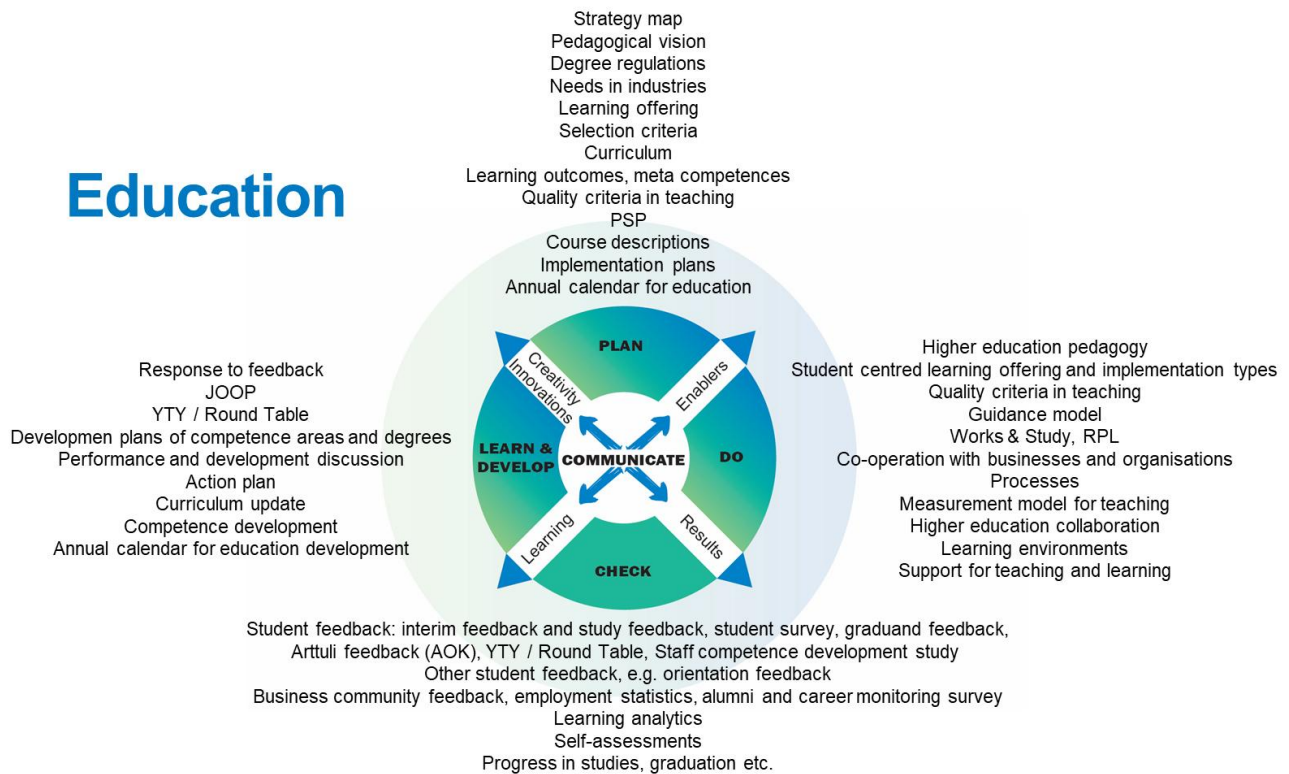 Strategy map
Pedagogical vision
Degree regulations
Needs in industries
Learning offering
Selection criteria
Curriculum
Learning outcomes, meta competences
Quality criteria in teaching
PSP
Course descriptions
Implementation plans
Annual calendar for education
Education
PLAN
Creativity
Innovations
Enablers
LEARN &
DEVELOP
COMMUNICATE
DO
Learning
Results
CHECK
Response to feedback
JOOP
YTY / Round Table
Developmen plans of competence areas and degrees
Performance and development discussion
Action plan
Curriculum update
Competence development
Annual calendar for education development
Higher education pedagogy
Student centred learning offering and implementation types
Quality criteria in teaching
Guidance model
Works & Study, RPL
Co-operation with businesses and organisations
Processes
Measurement model for teaching
Higher education collaboration
Learning environments
Support for teaching and learning
Student feedback: interim feedback and study feedback, student survey, graduand feedback,
Arttuli feedback (AOK), YTY / Round Table, Staff competence development study
Other student feedback, e.g. orientation feedback
Business community feedback, employment statistics, alumni and career monitoring survey
Learning analytics
Self-assessments
Progress in studies, graduation etc.